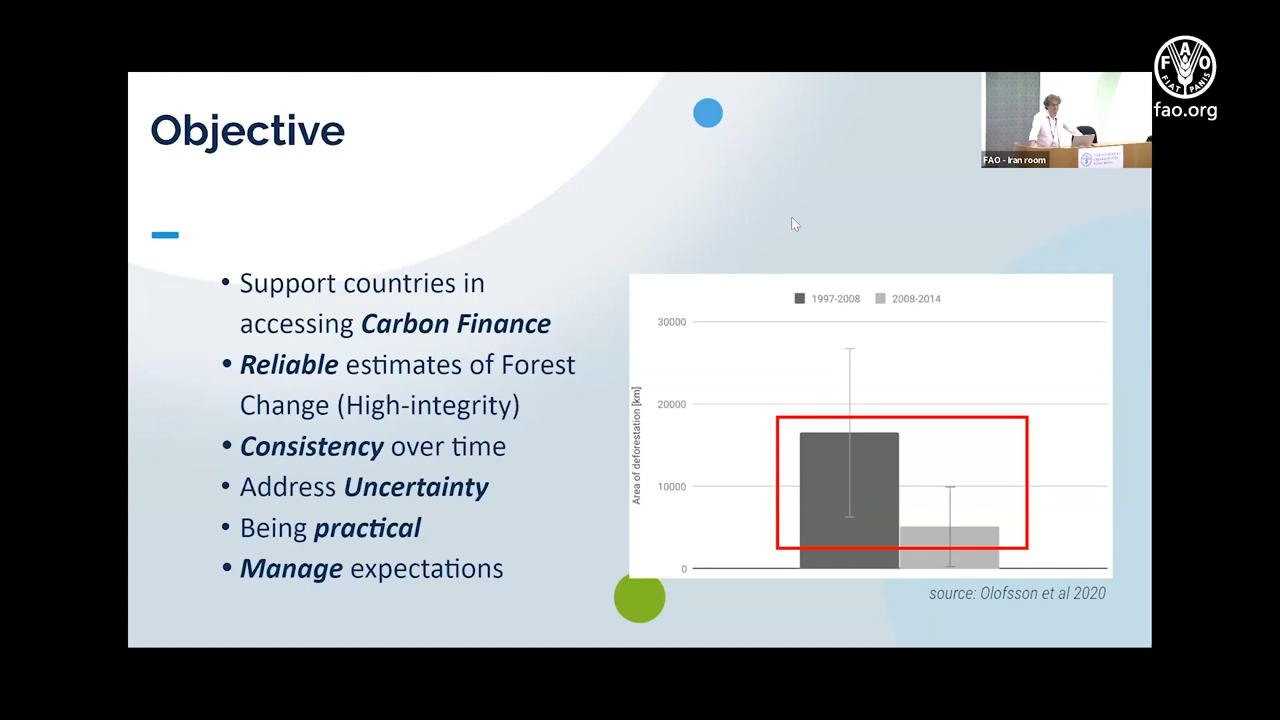 Objective
• Support countries in
accessing Carbon Finance
• Reliable estimates of Forest
Change (High-integrity)
• Consistency over time
• Address Uncertainty
• Being practical
• Manage expectations
1997-2008
2008-2014
Area of deforestation [km]
30000
20000
10000
0
source: Olofsson et al 2020
FAO - Iran room
F A O
FIAT PANIS
fao.org